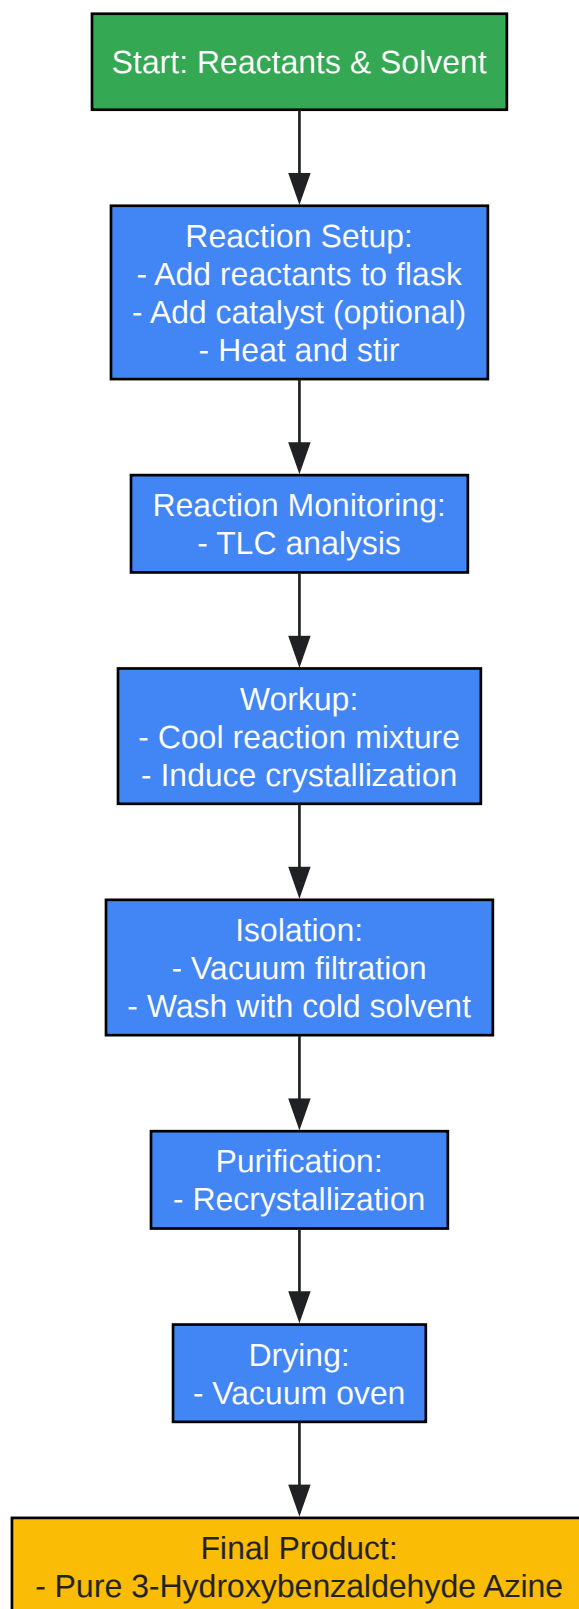 Start: Reactants & Solvent
Reaction Setup:
- Add reactants to flask
- Add catalyst (optional)
- Heat and stir
Reaction Monitoring:
- TLC analysis
Workup:
- Cool reaction mixture
- Induce crystallization
Isolation:
- Vacuum filtration
- Wash with cold solvent
Purification:
- Recrystallization
Drying:
- Vacuum oven
Final Product:
- Pure 3-Hydroxybenzaldehyde Azine